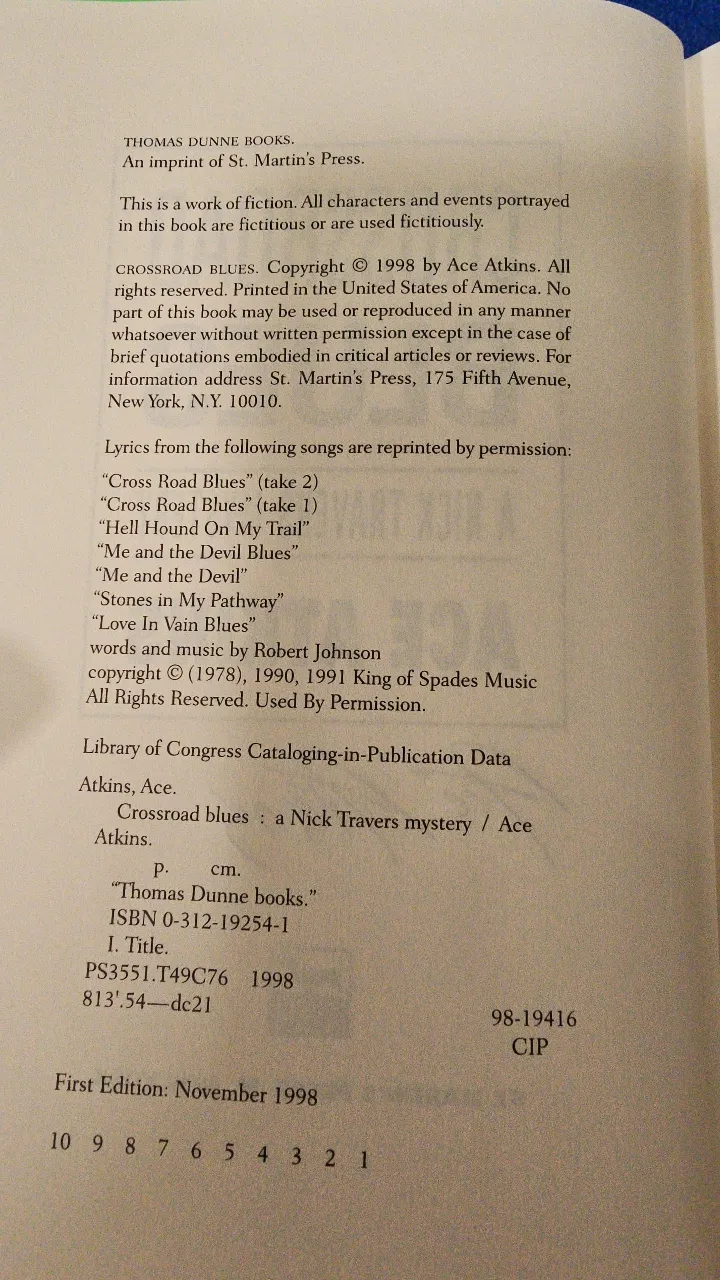 THOMAS DUNNE BOOKS.
An imprint of St. Martin's Press.
This is a work of fiction. All characters and events portrayed
in this book are fictitious or are used fictitiously.
CROSSROAD BLUES. Copyright © 1998 by Ace Atkins. All
rights reserved. Printed in the United States of America. No
part of this book may be used or reproduced in any manner
whatsoever without written permission except in the case of
brief quotations embodied in critical articles or reviews. For
information address St. Martin's Press, 175 Fifth Avenue,
New York, N.Y. 10010.
Lyrics from the following songs are reprinted by permission:
“Cross Road Blues” (take 2)
“Cross Road Blues” (take 1)
“Hell Hound On My Trail”
“Me and the Devil Blues”
“Me and the Devil”
“Stones in My Pathway”
“Love In Vain Blues”
words and music by Robert Johnson
copyright © (1978), 1990, 1991 King of Spades Music
All Rights Reserved. Used By Permission.
Library of Congress Cataloging-in-Publication Data
Atkins, Ace.
Crossroad blues : a Nick Travers mystery / Ace
Atkins.
p. cm.
“Thomas Dunne books.”
ISBN 0-312-19254-1
I. Title.
PS3551.T49C76 1998
813'.54—dc21
98-19416
CIP
First Edition: November 1998
10 9 8 7 6 5 4 3 2 1